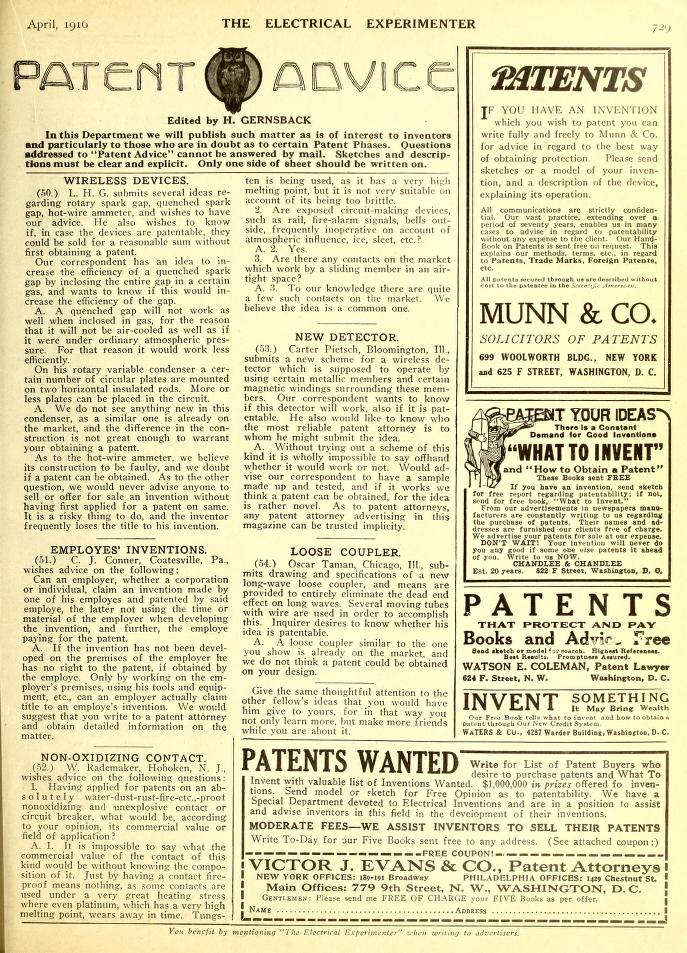 April, 1916
THE ELECTRICAL EXPERIMENTER
729
PATENT ADVICE
Edited by H. GERNSBACK
In this Department we will publish such matter as is of interest to inventors
and particularly to those who are in doubt as to certain Patent Phases. Questions
addressed to "Patent Advice" cannot be answered by mail. Sketches and descrip-
tions must be clear and explicit. Only one side of sheet should be written on.
WIRELESS DEVICES.
(50.) L. H. G. submits several ideas re-
garding rotary spark gap, quenched spark
gap, hot-wire ammeter, and wishes to have
our advice. He also wishes to know
if, in case the devices are patentable, they
could be sold for a reasonable sum without
first obtaining a patent.
Our correspondent has an idea to in-
crease the efficiency of a quenched spark
gap by inclosing the entire gap in a certain
gas, and wants to know if this would in-
crease the efficiency of the gap.
A. A quenched gap will not work as
well when inclosed in gas, for the reason
that it will not be air-cooled as well as if
it were under ordinary atmospheric pres-
sure. For that reason it would work less
efficiently.
On his rotary variable condenser a cer-
tain number of circular plates are mounted
on two horizontal insulated rods. More or
less plates can be placed in the circuit.
A. We do not see anything new in this
condenser, as a similar one is already on
the market, and the difference in the con-
struction is not great enough to warrant
your obtaining a patent.
As to the hot-wire ammeter, we believe
its construction to be faulty, and we doubt
if a patent can be obtained. As to the other
question, we would never advise anyone to
sell or offer for sale an invention without
having first applied for a patent on same.
It is a risky thing to do, and the inventor
frequently loses the title to his invention.
EMPLOYES' INVENTIONS.
(51.) C. J. Conner, Coatesville, Pa.,
wishes advice on the following:
Can an employer, whether a corporation
or individual, claim an invention made by
one of his employes and patented by said
employe, the latter not using the time or
material of the employer when developing
the invention, and further, the employe
paying for the patent.
A. If the invention has not been devel-
oped on the premises of the employer he
has no right to the patent, if obtained by
the employe. Only by working on the em-
ployer's premises, using his tools and equip-
ment, etc., can an employer actually claim
title to an employe's invention. We would
suggest that you write to a patent attorney
and obtain detailed information on the
matter.
NON-OXIDIZING CONTACT.
(52.) W. Rademaker, Hoboken, N. J.,
wishes advice on the following questions:
1. Having applied for patents on an ab-
solutely water-dust-rust-fire-etc.,-proof
nonoxidizing and unexplosive contact or
circuit breaker, what would be, according
to your opinion, its commercial value or
field of application?
A. 1. It is impossible to say what the
commercial value of the contact of this
kind would be without knowing the compo-
sition of it. Just by having a contact fire-
proof means nothing, as some contacts are
used under a very great heating stress
where even platinum, which has a very high
melting point, wears away in time. Tungs-
ten is being used, as it has a very high
melting point, but it is not very suitable on
account of its being too brittle.
2. Are exposed circuit-making devices,
such as rail, fire-alarm signals, bells out-
side, frequently inoperative on account of
atmospheric influence, ice, sleet, etc.?
A. 2. Yes.
3. Are there contacts on the market
which work by a sliding member in an air-
tight space?
A. 3. To our knowledge there are quite
a few such contacts on the market. We
believe the idea is a common one.
NEW DETECTOR.
(53.) Carter Pietsch, Bloomington, Ill.,
submits a new scheme for a wireless de-
tector which is supposed to operate by
using certain metallic members and certain
magnetic windings surrounding these mem-
bers. Our correspondent wants to know
if this detector will work, also if it is pat-
entable. He also would like to know who
the most reliable patent attorney is to
whom he might submit the idea.
A. Without trying out a scheme of this
kind it is wholly impossible to say offhand
whether it would work or not. Would ad-
vise our correspondent to have a sample
made up and tested, and if it works we
think a patent can be obtained, for the idea
is rather novel. As to patent attorneys,
any patent attorney advertising in this
magazine can be trusted implicity.
LOOSE COUPLER.
(54.) Oscar Taman, Chicago, Ill., sub-
mits drawing and specifications of a new
long-wave loose coupler, and means are
provided to entirely eliminate the dead end
effect on long waves. Several moving tubes
with wire are used in order to accomplish
this. Inquirer desires to know whether his
idea is patentable.
A. A loose coupler similar to the one
you show is already on the market, and
we do not think a patent could be obtained
on your design.
Give the same thoughtful attention to the
other fellow's ideas that you would have
him give to yours, for in that way you
not only learn more, but make more friends
while you are about it.
PATENTS
IF YOU HAVE AN INVENTION
which you wish to patent you can
write fully and freely to Munn & Co.
for advice in regard to the best way
of obtaining protection. Please send
sketches or a model of your inven-
tion, and a description of the device,
explaining its operation.
All communications are strictly confiden-
tial. Our vast practice, extending over a
period of seventy years, enables us in many
cases to advise in regard to patentability
without any expense to the client. Our Hand-
Book on Patents is sent free on request. This
explains our methods, terms, etc., in regard
to Patents, Trade Marks, Foreign Patents,
etc.
All patents secured through us are described without
cost to the patentee in the Scientific American.
MUNN & CO.
SOLICITORS OF PATENTS
699 WOOLWORTH BLDG., NEW YORK
and 625 F STREET, WASHINGTON, D. C.
PATENT YOUR IDEAS
There is a Constant
Demand for Good Inventions
"WHAT TO INVENT"
and "How to Obtain a Patent"
These Books sent FREE
If you have an invention, send sketch
for free report regarding patentability; if not,
send for free book, "What to Invent."
From our advertisements in newspapers manu-
facturers are constantly writing to us regarding
the purchase of patents. Their names and ad-
dresses are furnished our clients free of charge.
We advertise your patents for sale at our expense.
DON'T WAIT! Your invention will never do
you any good if some one else patents it ahead
of you. Write to us NOW.
CHANDLEE & CHANDLEE
Est. 20 years. 822 F Street, Washington, D. C.
PATENTS
THAT PROTECT AND PAY
Books and Advice Free
Send sketch or model for search. Highest References.
Best Results. Promptness Assured.
WATSON E. COLEMAN, Patent Lawyer
624 F. Street, N. W. Washington, D. C.
INVENT SOMETHING
It May Bring Wealth
Our Free Book tells what to invent and how to obtain a
patent through Our New Credit System.
WATERS & CO., 4287 Warder Building, Washington, D. C.
PATENTS WANTED Write for List of Patent Buyers who
desire to purchase patents and What To
Invent with valuable list of Inventions Wanted. $1,000,000 in prizes offered fo inven-
tions. Send model or sketch for Free Opinion as to patentability. We have a
Special Department devoted to Electrical Inventions and are in a position to assist
and advise inventors in this field in the development of their inventions.
MODERATE FEES—WE ASSIST INVENTORS TO SELL THEIR PATENTS
Write To-Day for our Five Books sent free to any address. (See attached coupon:)
FREE COUPON!
VICTOR J. EVANS & CO., Patent Attorneys
NEW YORK OFFICES: 189-191 Broadway PHILADELPHIA OFFICES: 1429 Chestnut St.
Main Offices: 779 9th Street, N. W., WASHINGTON, D. C.
GENTLEMEN: Please send me FREE OF CHARGE your FIVE Books as per offer.
NAME ADDRESS
You benefit by mentioning "The Electrical Experimenter" when writing to advertisers.